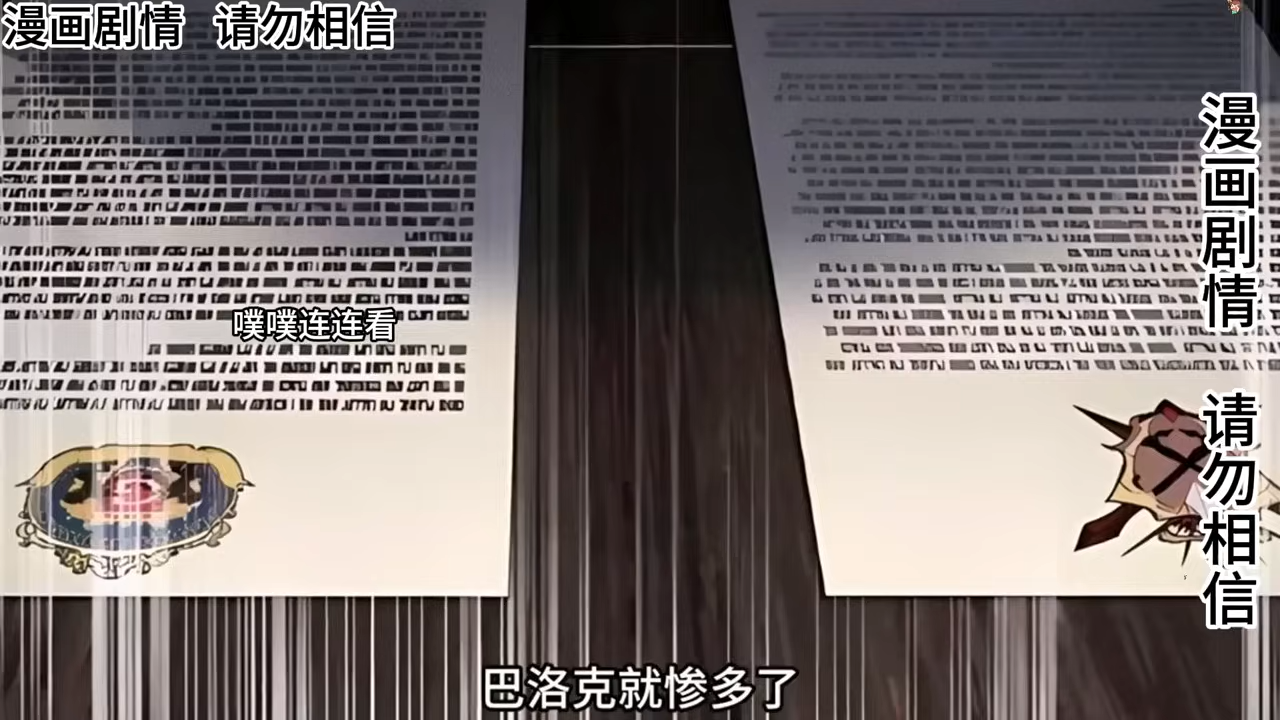 漫画剧情 请勿相信
漫画剧情 请勿相信
噗噗连连看
巴洛克就惨多了